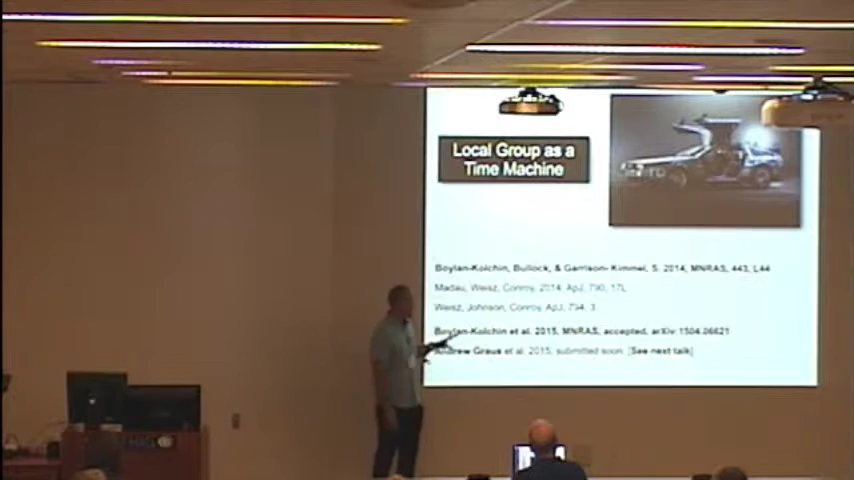 Local Group as a
Time Machine
Boylan-Kolchin, Bullock, & Garrison-Kimmel, S. 2014, MNRAS, 443, L44
Madau, Weisz, Conroy, 2014, ApJ, 790, 17L
Weisz, Johnson, Conroy, ApJ, 794, 3
Boylan-Kolchin et al. 2015, MNRAS, accepted, arXiv:1504.06621
Andrew Graus et al. 2015, submitted soon. [See next talk]